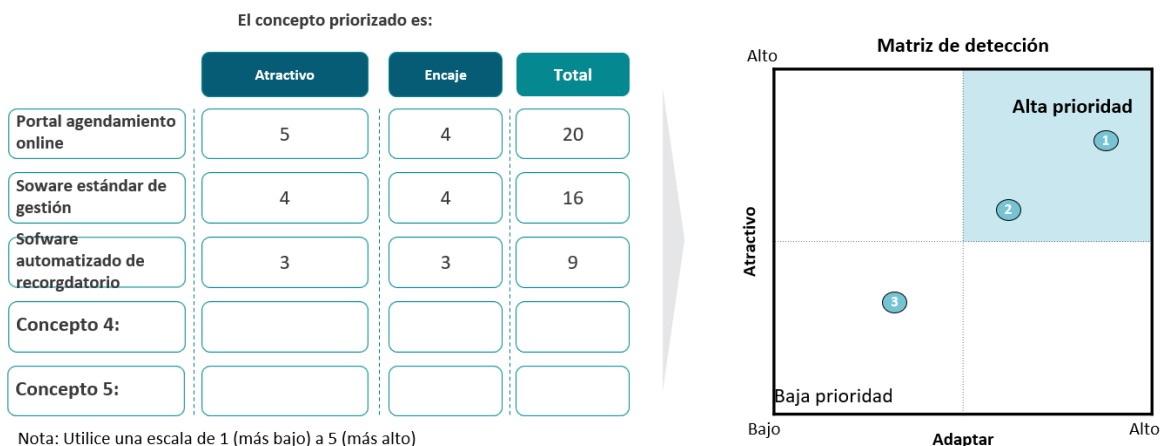 El concepto priorizado es:
Atractivo
Encaje
Total
Portal agendamiento
online
5
4
20
Soware estándar de
gestión
4
4
16
Sofware
automatizado de
recorgdatorio
3
3
9
Concepto 4:
Concepto 5:
Nota: Utilice una escala de 1 (más bajo) a 5 (más alto)
Matriz de detección
Alto
Alta prioridad
1
2
3
Atractivo
Baja prioridad
Bajo
Adaptar
Alto